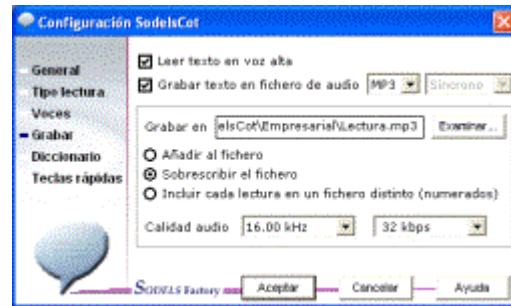 Configuración SodelsCot
General
Tipo lectura
Voces
Grabar
Diccionario
Teclas rápidas
Leer texto en voz alta
Grabar texto en fichero de audio MP3 Síncrono
Grabar en elsCot\Empresarial\Lectura.mp3 Examinar...
Añadir al fichero
Sobrescribir el fichero
Incluir cada lectura en un fichero distinto (numerados)
Calidad audio 16.00 kHz 32 kbps
SODELS Factory Aceptar Cancelar Ayuda